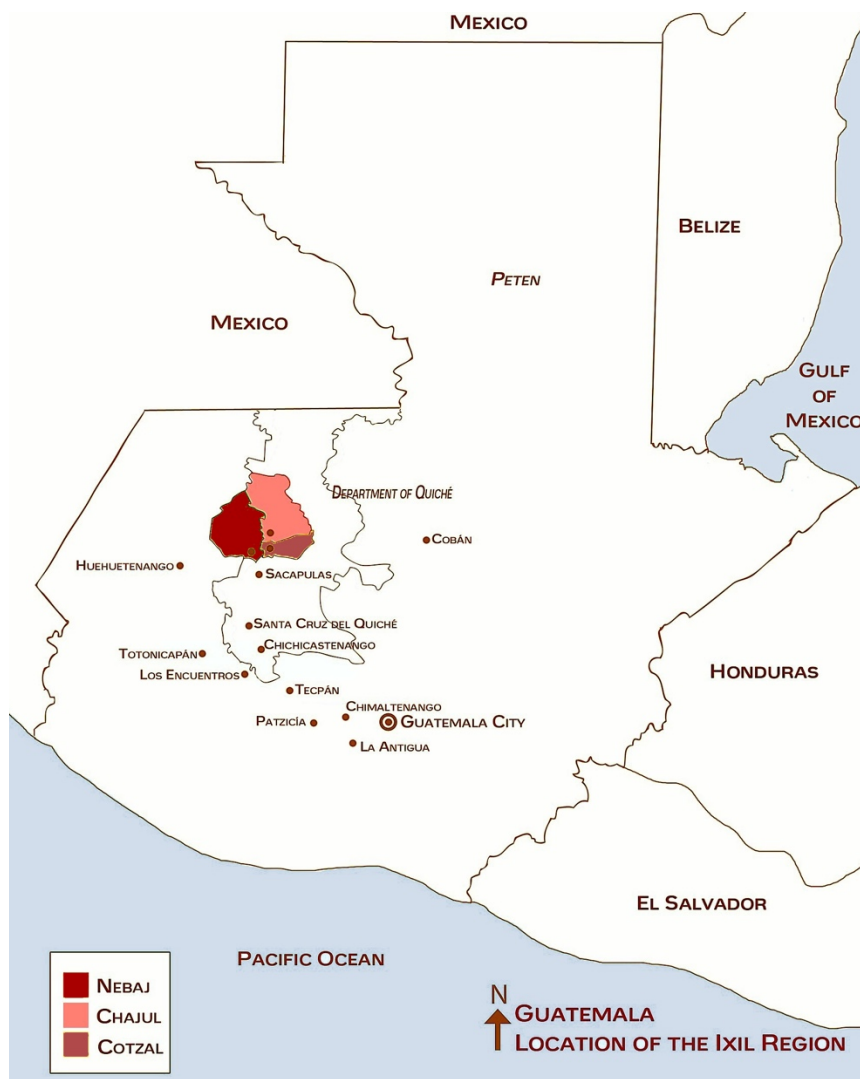 Mexico
Belize
Peten
Mexico
Gulf
of
Mexico
Department of Quiché
Cobán
Huehuetenango
Sacapulas
Santa Cruz del Quiché
Chichicastenango
Totonicapán
Los Encuentros
Honduras
Tecpán
Chimaltenango
Patzicía
Guatemala City
La Antigua
El Salvador
Pacific Ocean
Nebaj
Chajul
Cotzal
N
Guatemala
Location of the Ixil Region